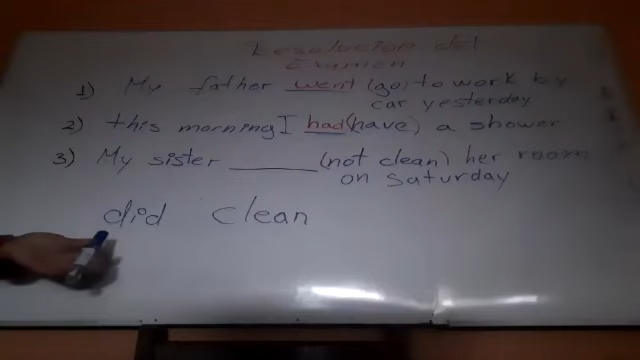 Resolucion del
Examen
1) My father went (go) to work by
car yesterday
2) this morning I had (have) a shower
3) My sister ______ (not clean) her room
on Saturday
did clean